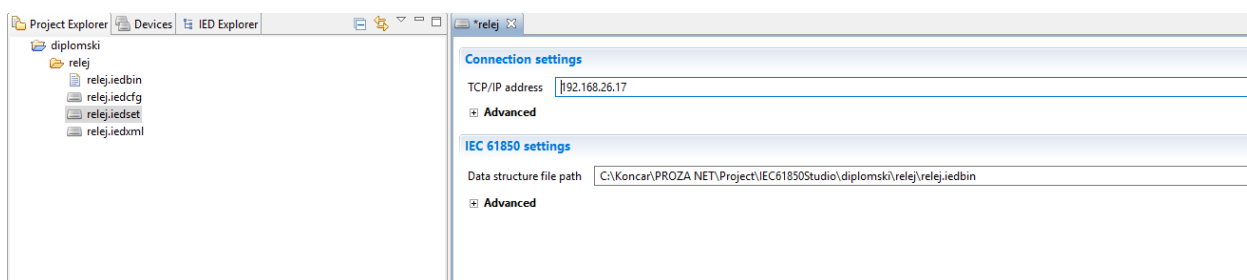 Project Explorer Devices IED Explorer
diplomski
relej
relej.iedbin
relej.iedcfg
relej.iedset
relej.iedxml
*relej
Connection settings
TCP/IP address 192.168.26.17
Advanced
IEC 61850 settings
Data structure file path C:\Koncar\PROZA NET\Project\IEC61850Studio\diplomski\relej\relej.iedbin
Advanced